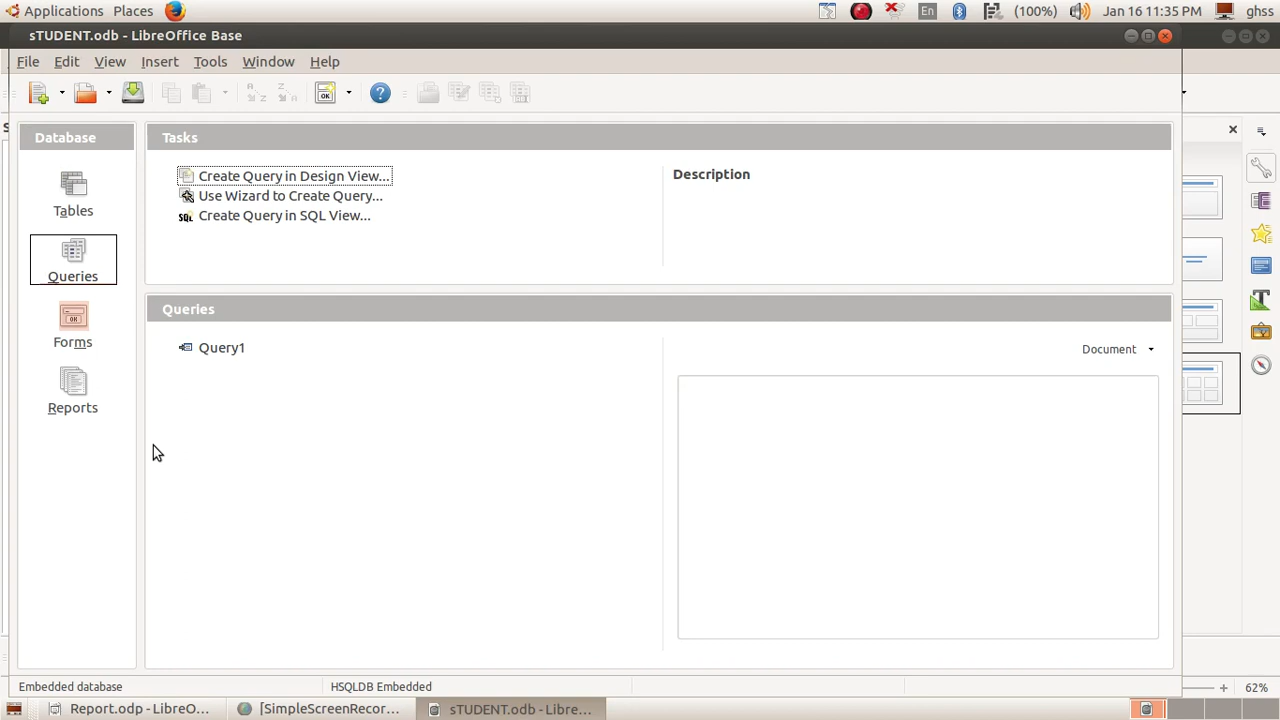 Applications Places En (100%) Jan 16 11:35 PM ghss
sTUDENT.odb - LibreOffice Base
File Edit View Insert Tools Window Help
Database
Tasks
Create Query in Design View...
Use Wizard to Create Query...
SQL Create Query in SQL View...
Description
Tables
Queries
Forms
Reports
Queries
Query1
Document
Embedded database HSQLDB Embedded
62%
Report.odp - LibreO... [SimpleScreenRecor... sTUDENT.odb - Libre...